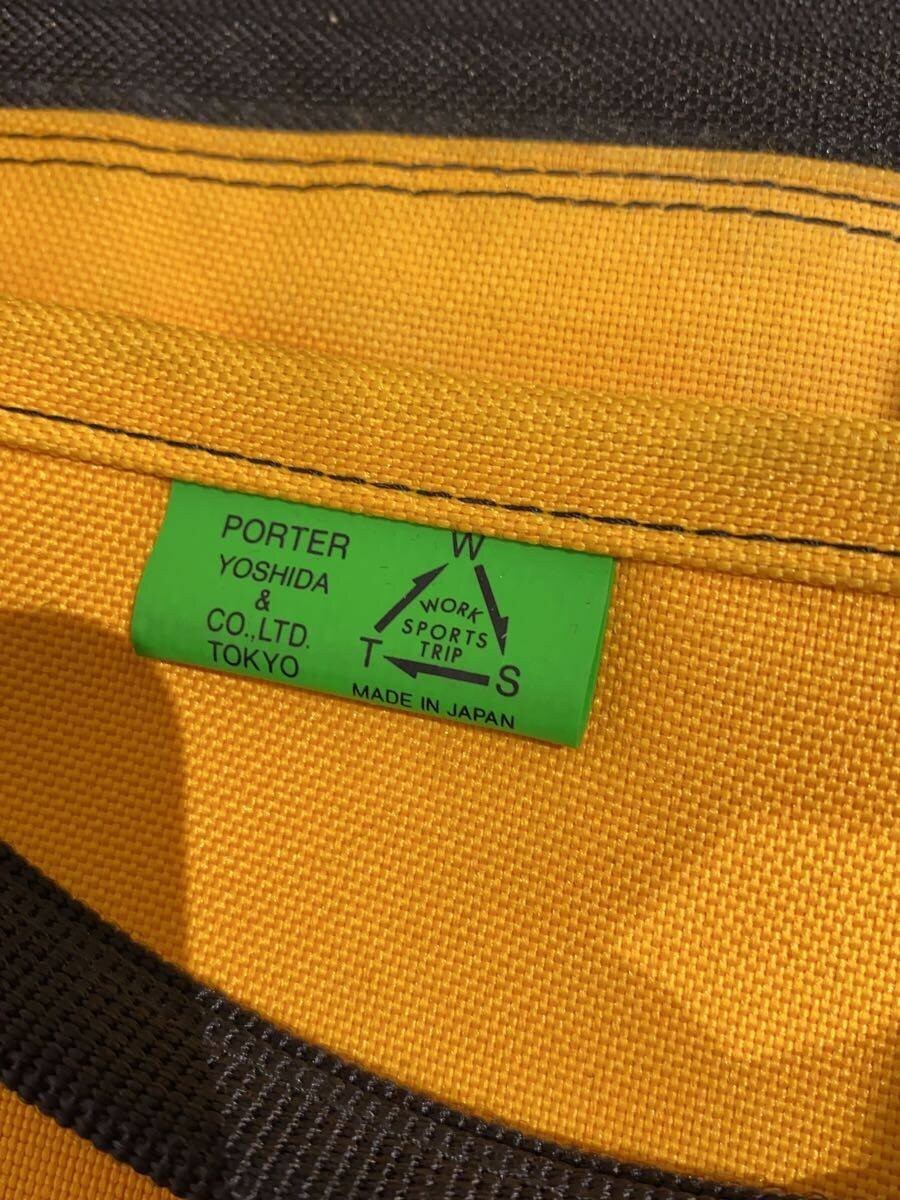 PORTER
YOSHIDA
&
CO.,LTD.
TOKYO
W
WORK
SPORTS
TRIP
T
S
MADE IN JAPAN